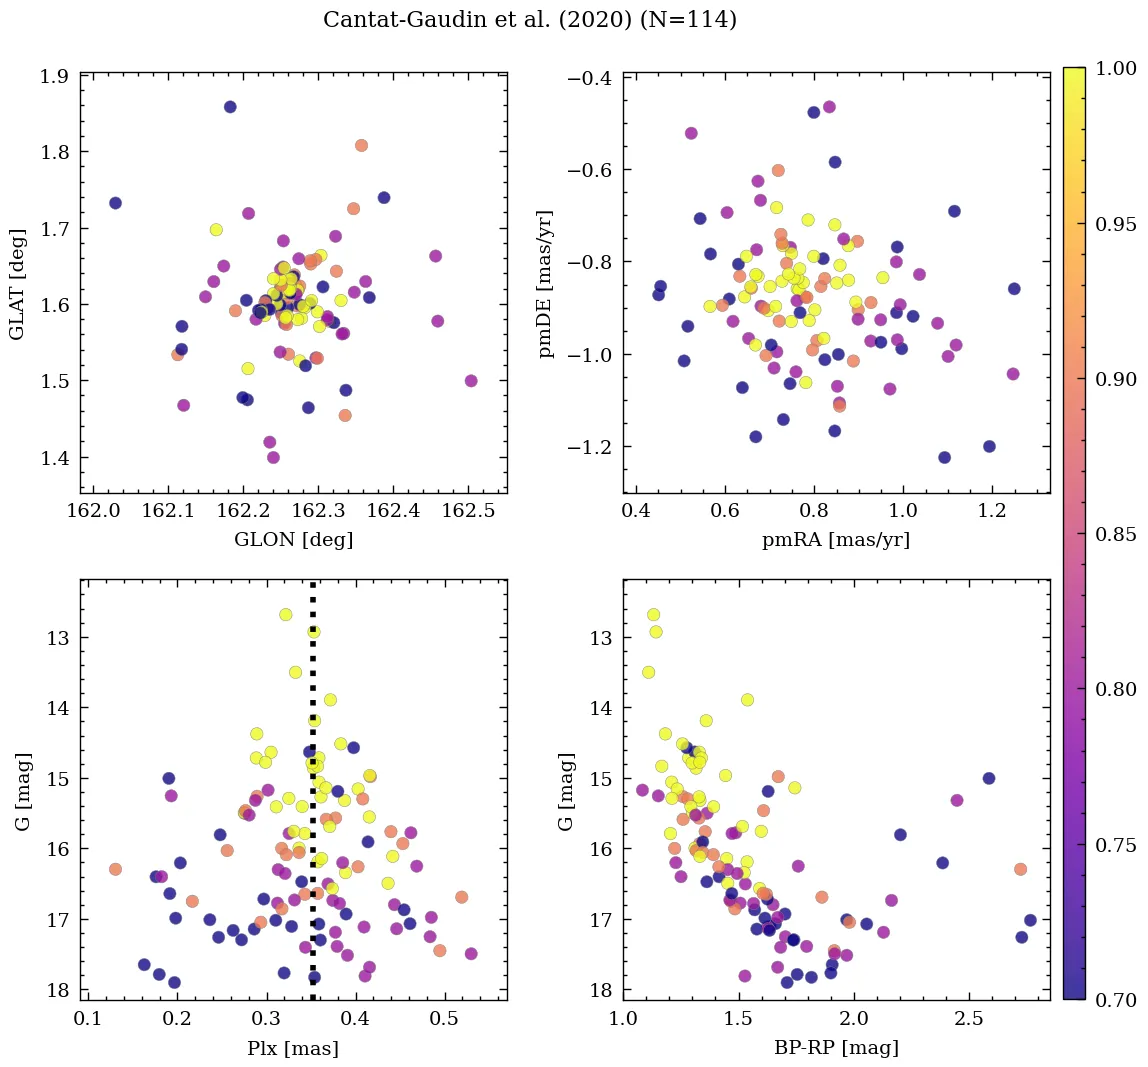 Cantat-Gaudin et al. (2020) (N=114)
1.9
1.8
1.7
1.6
1.5
1.4
GLAT [deg]
162.0 162.1 162.2 162.3 162.4 162.5
GLON [deg]
−0.4
−0.6
−0.8
−1.0
−1.2
pmDE [mas/yr]
0.4 0.6 0.8 1.0 1.2
pmRA [mas/yr]
13
14
15
16
17
18
G [mag]
0.1 0.2 0.3 0.4 0.5
Plx [mas]
13
14
15
16
17
18
G [mag]
1.0 1.5 2.0 2.5
BP-RP [mag]
1.00
0.95
0.90
0.85
0.80
0.75
0.70